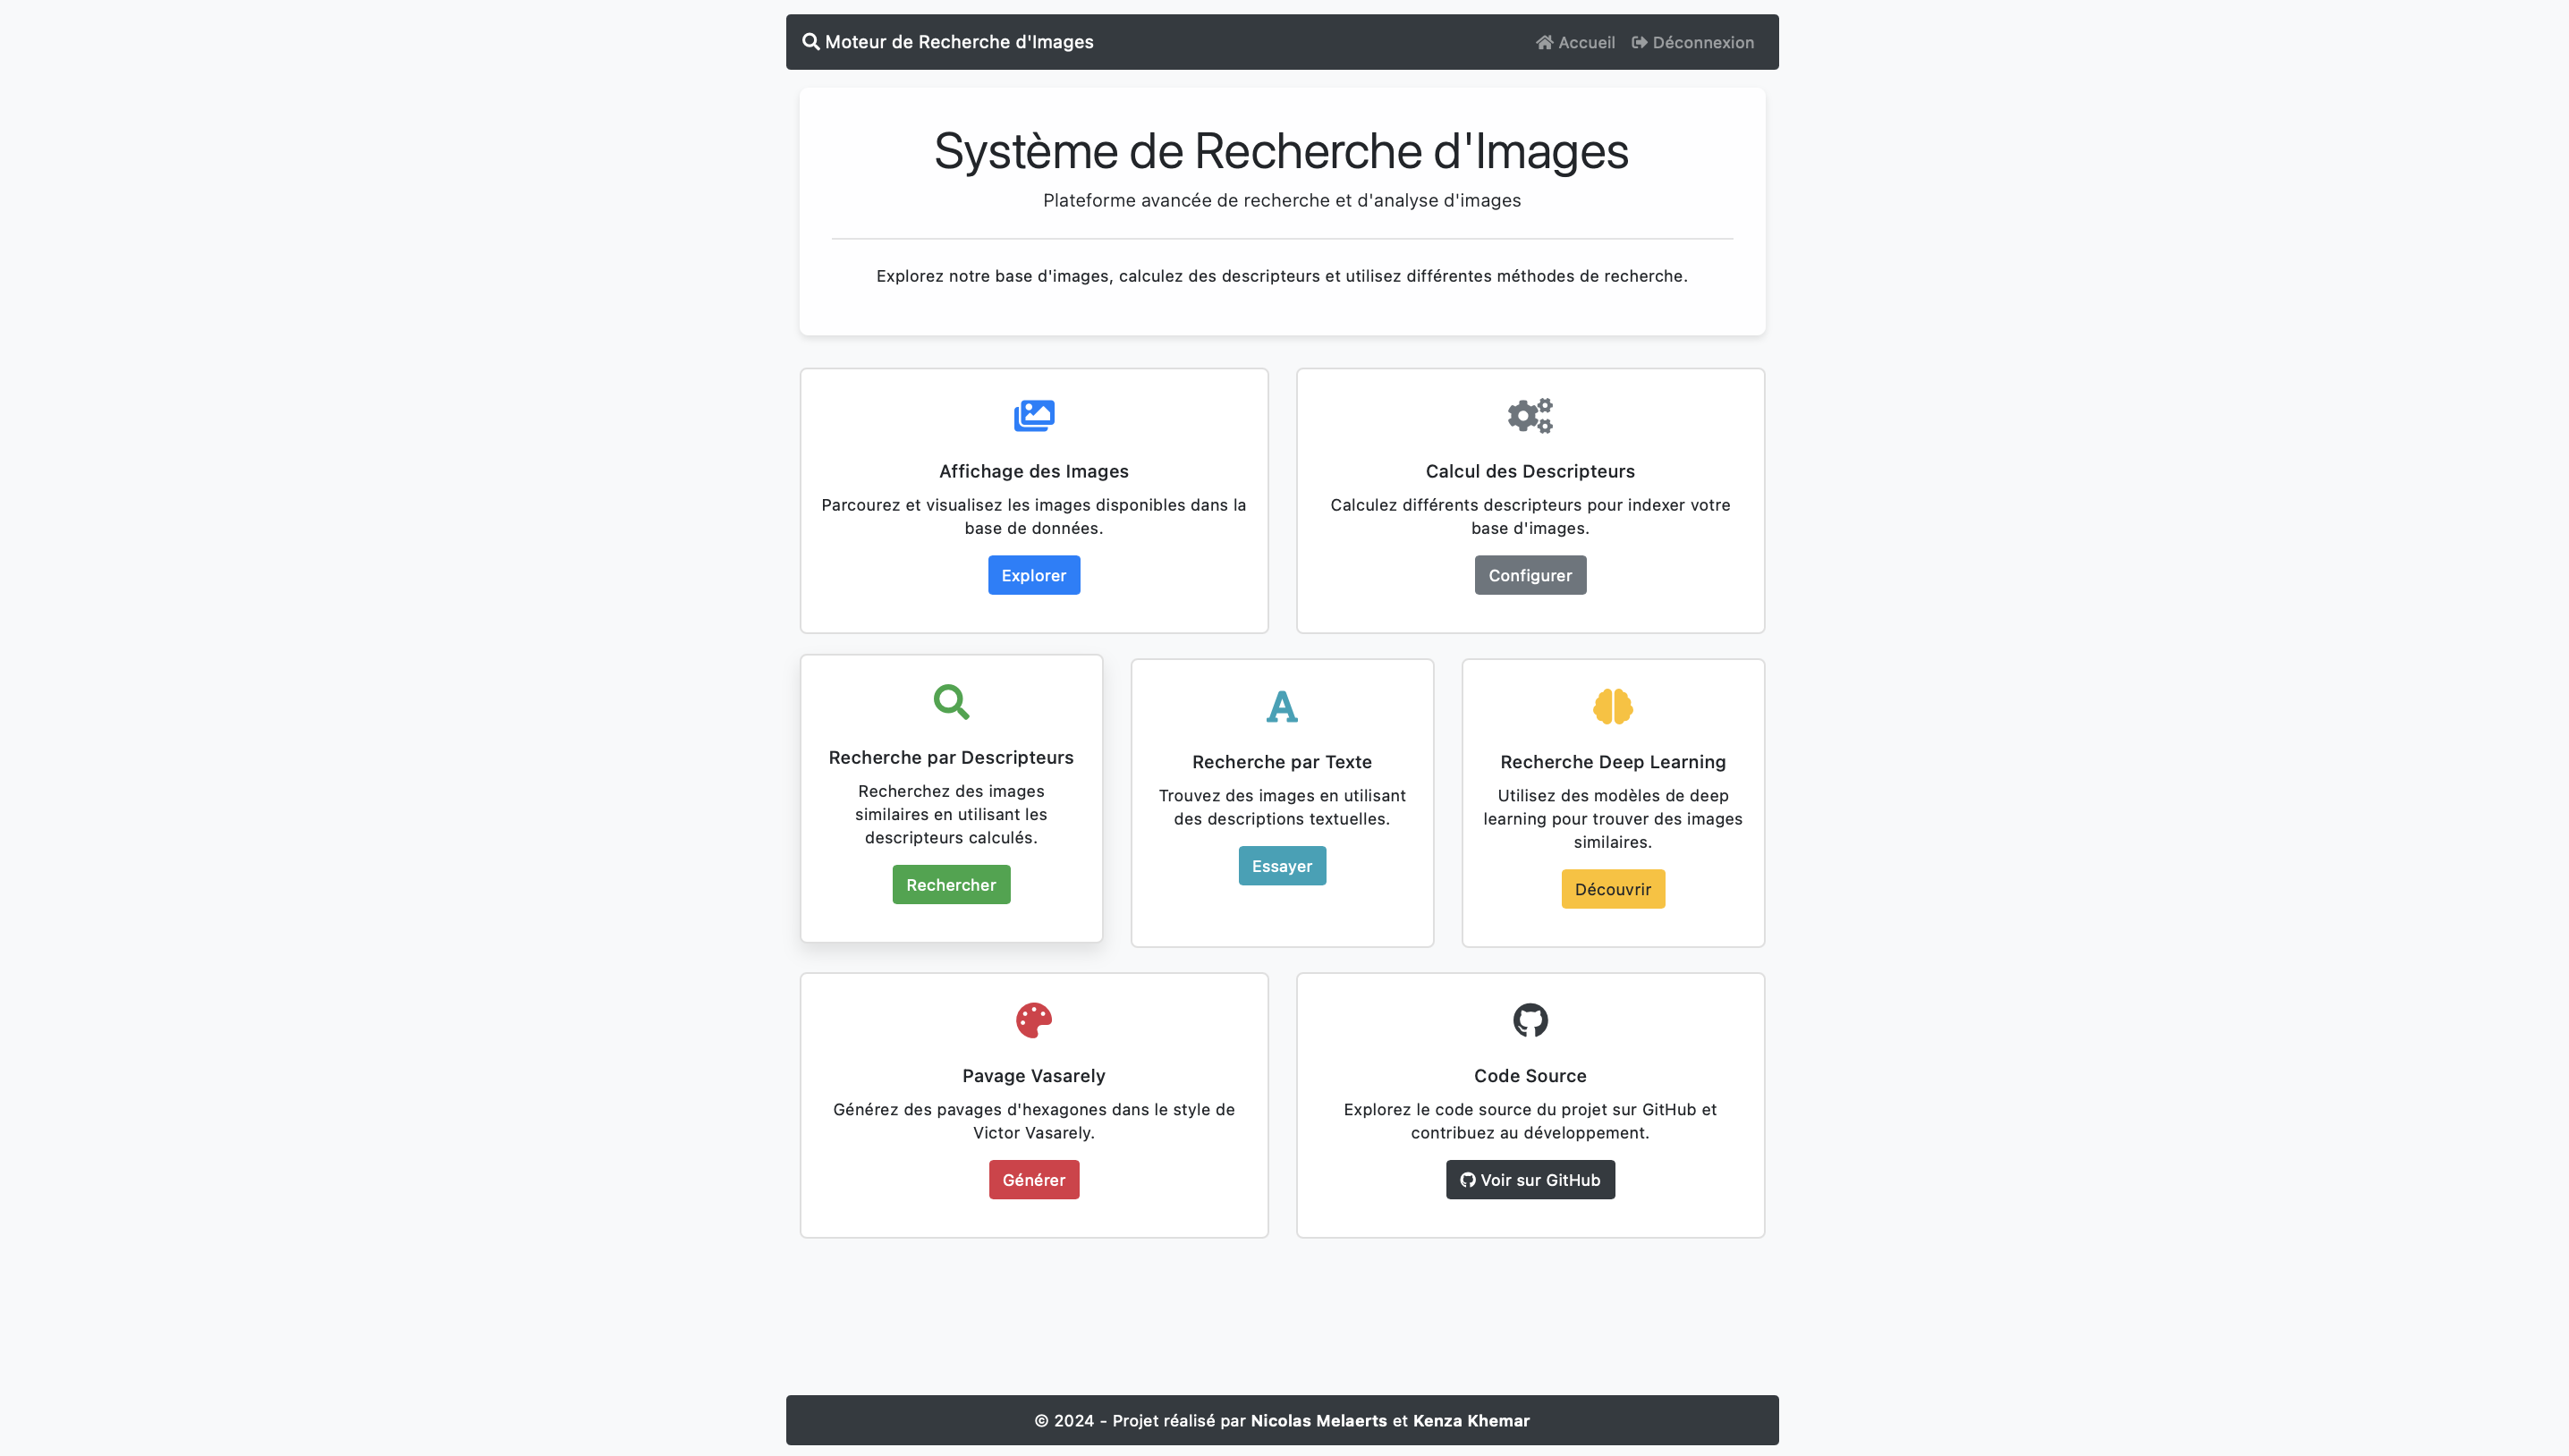 Moteur de Recherche d'Images
Accueil
Déconnexion
Système de Recherche d'Images
Plateforme avancée de recherche et d'analyse d'images
Explorez notre base d'images, calculez des descripteurs et utilisez différentes méthodes de recherche.
Affichage des Images
Parcourez et visualisez les images disponibles dans la
base de données.
Explorer
Calcul des Descripteurs
Calculez différents descripteurs pour indexer votre
base d'images.
Configurer
Recherche par Descripteurs
Recherchez des images
similaires en utilisant les
descripteurs calculés.
Rechercher
Recherche par Texte
Trouvez des images en utilisant
des descriptions textuelles.
Essayer
Recherche Deep Learning
Utilisez des modèles de deep
learning pour trouver des images
similaires.
Découvrir
Pavage Vasarely
Générez des pavages d'hexagones dans le style de
Victor Vasarely.
Générer
Code Source
Explorez le code source du projet sur GitHub et
contribuez au développement.
Voir sur GitHub
© 2024 - Projet réalisé par Nicolas Melaerts et Kenza Khemar